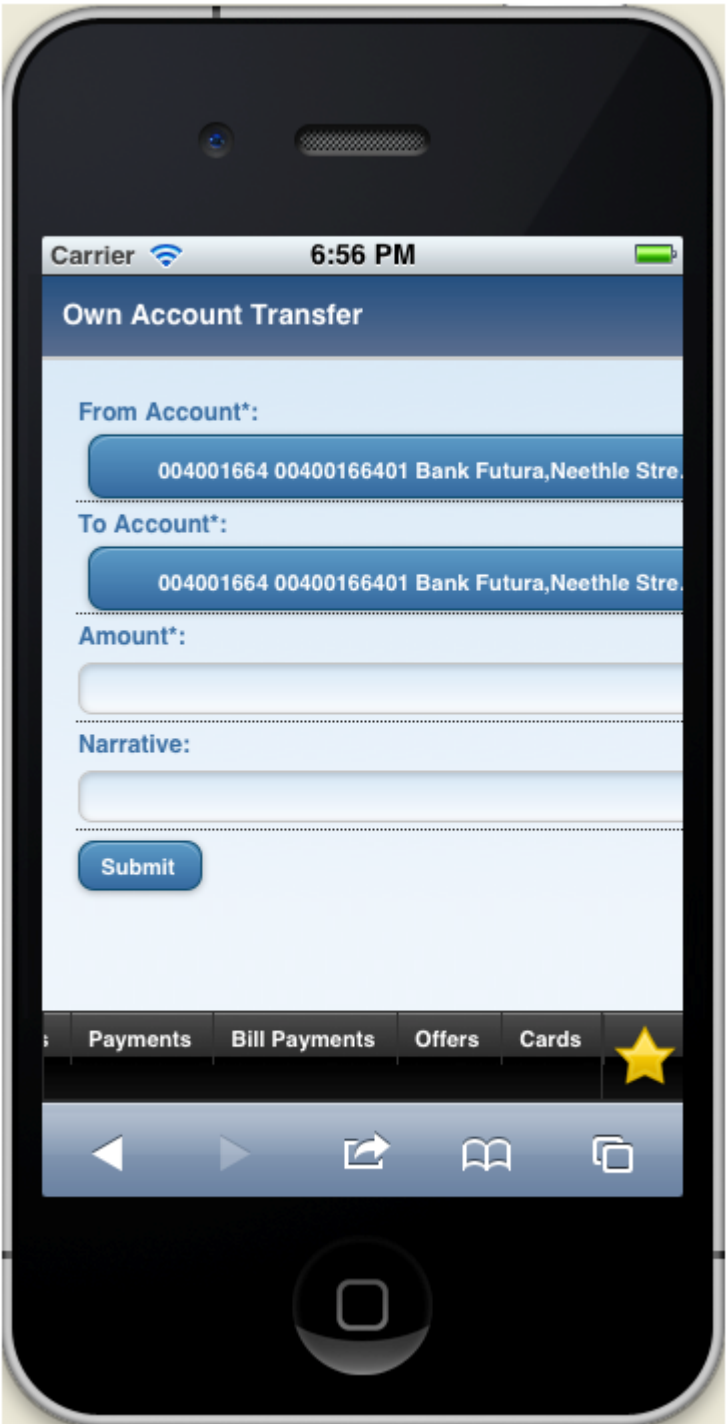 Carrier 6:56 PM
Own Account Transfer
From Account*:
004001664 00400166401 Bank Futura,Neethle Stre.
To Account*:
004001664 00400166401 Bank Futura,Neethle Stre.
Amount*:
Narrative:
Submit
s Payments Bill Payments Offers Cards